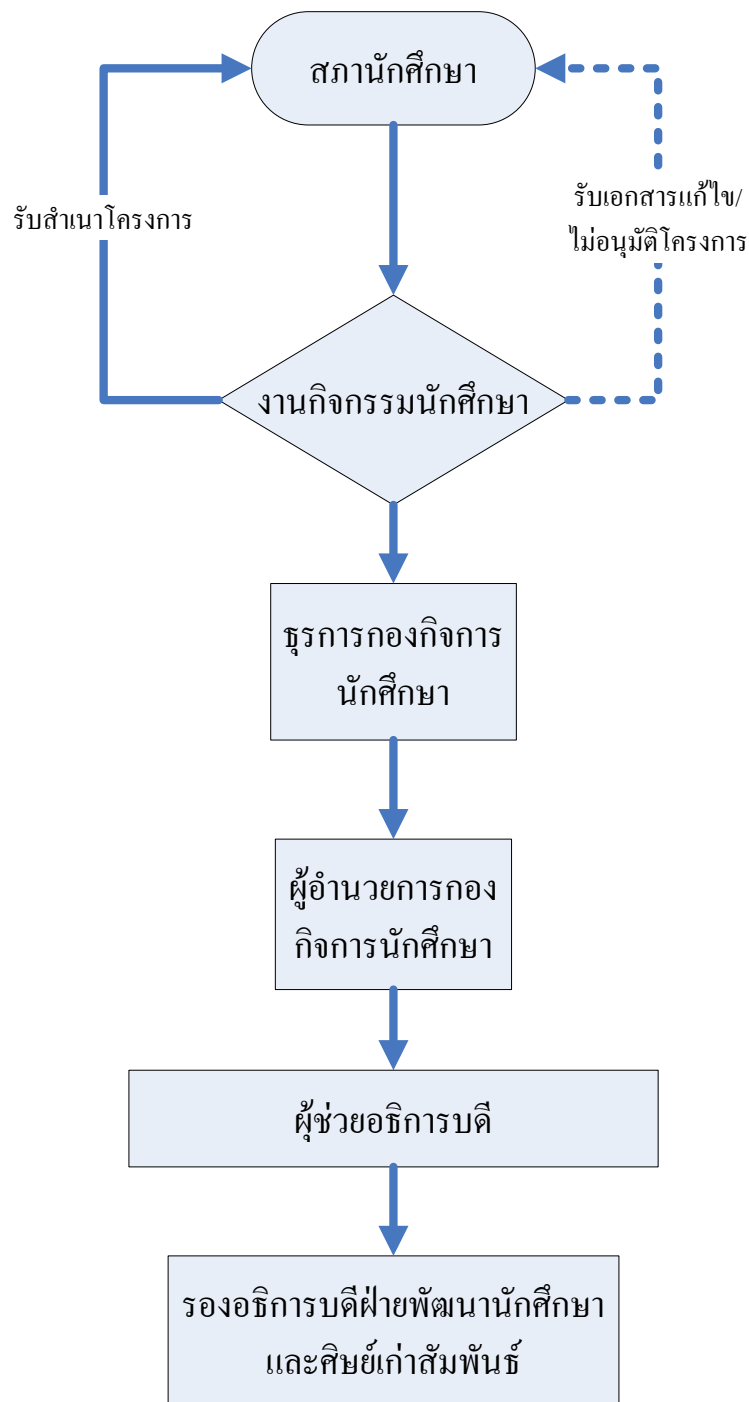 สภานักศึกษา
รับสำเนาโครงการ
รับเอกสารแก้ไข/
ไม่อนุมัติโครงการ
งานกิจกรรมนักศึกษา
ธุรการกองกิจการ
นักศึกษา
ผู้อำนวยการกอง
กิจการนักศึกษา
ผุ้ช่วยอธิการบดี
รองอธิการบดีฝ่ายพัฒนานักศึกษา
และศิษย์เก่าสัมพันธ์